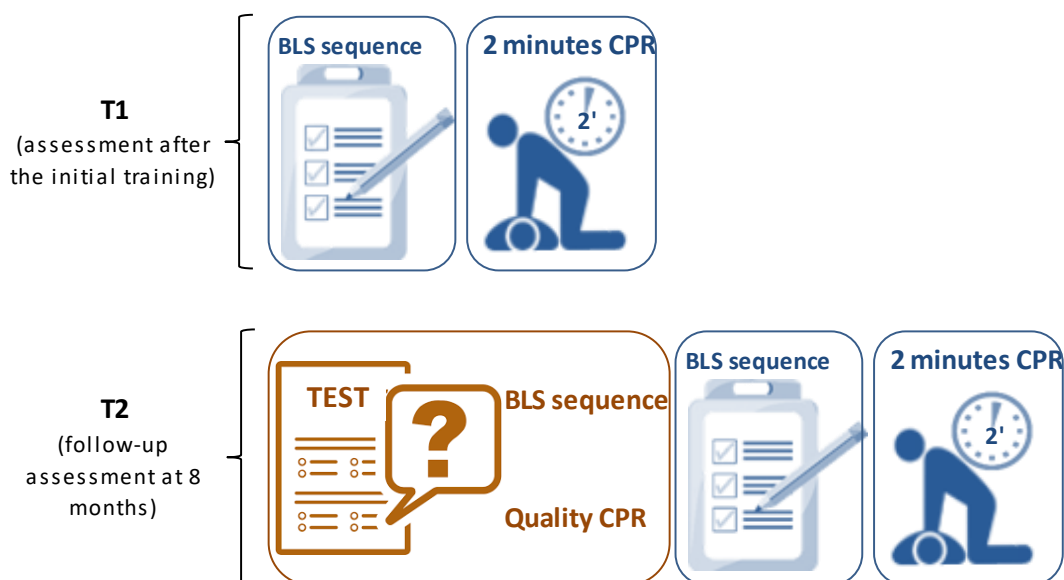 BLS sequence
2 minutes CPR
2'
T1
(assessment after
the initial training)
T2
(follow-up
assessment at 8
months)
TEST
BLS sequence
Quality CPR
BLS sequence
2 minutes CPR
2'